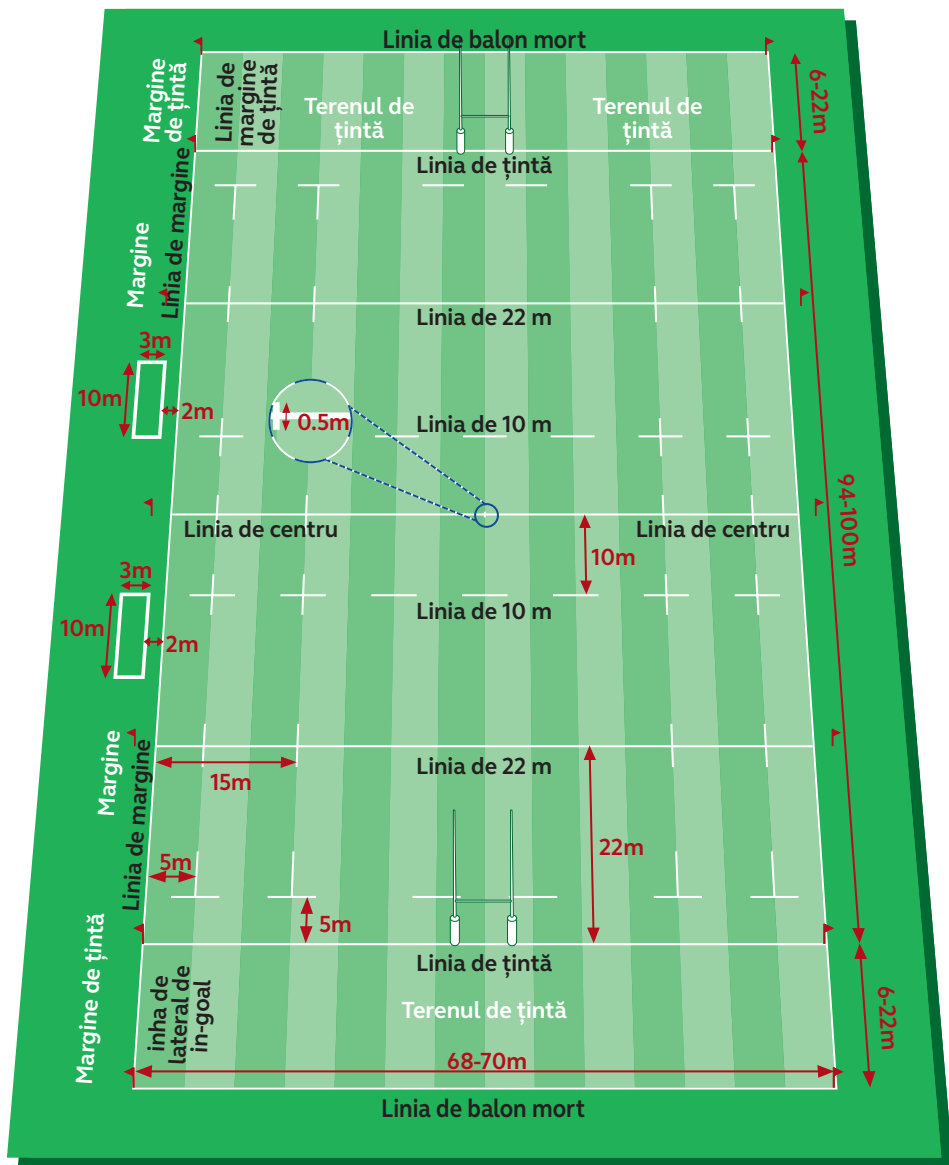 Linia de balon mort
Margine
de țintă
Linia de
margine
de țintă
Terenul de
țintă
Terenul de
țintă
6-22m
Linia de țintă
Linia de margine
Margine
Linia de 22 m
3m
10m
2m
0.5m
Linia de 10 m
94-100m
Linia de centru
Linia de centru
10m
3m
10m
2m
Linia de 10 m
Margine
Linia de margine
15m
Linia de 22 m
22m
5m
5m
Linia de țintă
Margine de țintă
inha de
lateral de
in-goal
Terenul de țintă
6-22m
68-70m
Linia de balon mort